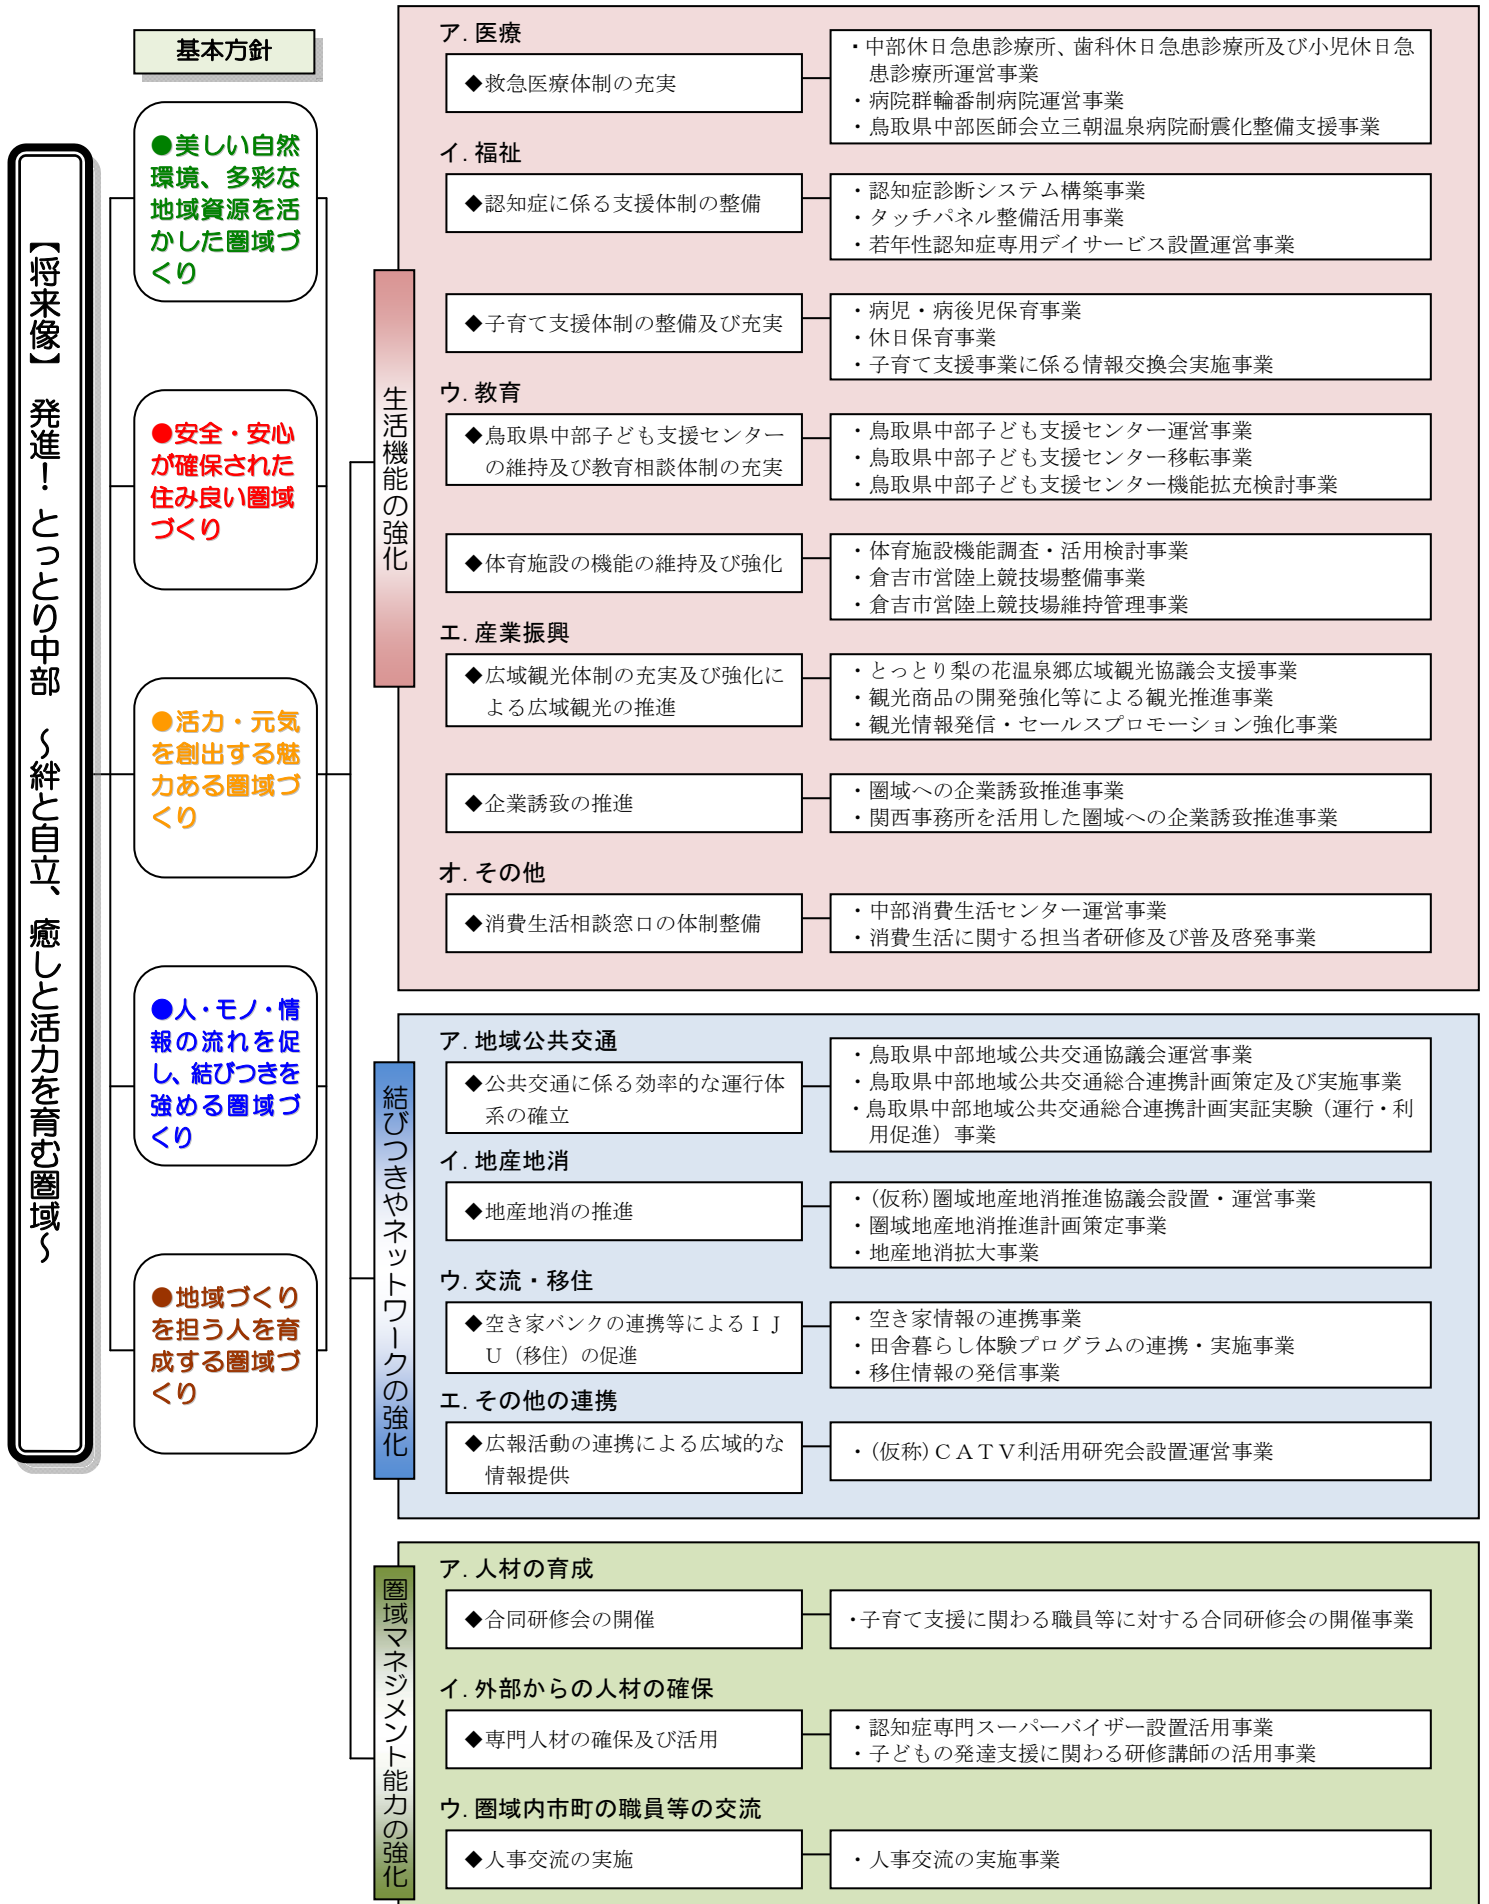 【将来像】 発進！とっとり中部 ～絆と自立、癒しと活力を育む圏域～
基本方針
●美しい自然
環境、多彩な
地域資源を活
かした圏域づ
くり
●安全・安心
が確保された
住み良い圏域
づくり
●活力・元気
を創出する魅
力ある圏域づ
くり
●人・モノ・情
報の流れを促
し、結びつきを
強める圏域づ
くり
●地域づくり
を担う人を育
成する圏域づ
くり
生活機能の強化
ア．医療
◆救急医療体制の充実
・中部休日急患診療所、歯科休日急患診療所及び小児休日急
患診療所運営事業
・病院群輪番制病院運営事業
・鳥取県中部医師会立三朝温泉病院耐震化整備支援事業
イ．福祉
◆認知症に係る支援体制の整備
・認知症診断システム構築事業
・タッチパネル整備活用事業
・若年性認知症専用デイサービス設置運営事業
◆子育て支援体制の整備及び充実
・病児・病後児保育事業
・休日保育事業
・子育て支援事業に係る情報交換会実施事業
ウ．教育
◆鳥取県中部子ども支援センター
の維持及び教育相談体制の充実
・鳥取県中部子ども支援センター運営事業
・鳥取県中部子ども支援センター移転事業
・鳥取県中部子ども支援センター機能拡充検討事業
◆体育施設の機能の維持及び強化
・体育施設機能調査・活用検討事業
・倉吉市営陸上競技場整備事業
・倉吉市営陸上競技場維持管理事業
エ．産業振興
◆広域観光体制の充実及び強化に
よる広域観光の推進
・とっとり梨の花温泉郷広域観光協議会支援事業
・観光商品の開発強化等による観光推進事業
・観光情報発信・セールスプロモーション強化事業
◆企業誘致の推進
・圏域への企業誘致推進事業
・関西事務所を活用した圏域への企業誘致推進事業
オ．その他
◆消費生活相談窓口の体制整備
・中部消費生活センター運営事業
・消費生活に関する担当者研修及び普及啓発事業
結びつきやネットワークの強化
ア．地域公共交通
◆公共交通に係る効率的な運行体
系の確立
・鳥取県中部地域公共交通協議会運営事業
・鳥取県中部地域公共交通総合連携計画策定及び実施事業
・鳥取県中部地域公共交通総合連携計画実証実験（運行・利
用促進）事業
イ．地産地消
◆地産地消の推進
・(仮称)圏域地産地消推進協議会設置・運営事業
・圏域地産地消推進計画策定事業
・地産地消拡大事業
ウ．交流・移住
◆空き家バンクの連携等によるＩＪ
Ｕ（移住）の促進
・空き家情報の連携事業
・田舎暮らし体験プログラムの連携・実施事業
・移住情報の発信事業
エ．その他の連携
◆広報活動の連携による広域的な
情報提供
・(仮称)ＣＡＴＶ利活用研究会設置運営事業
圏域マネジメント能力の強化
ア．人材の育成
◆合同研修会の開催
・子育て支援に関わる職員等に対する合同研修会の開催事業
イ．外部からの人材の確保
◆専門人材の確保及び活用
・認知症専門スーパーバイザー設置活用事業
・子どもの発達支援に関わる研修講師の活用事業
ウ．圏域内市町の職員等の交流
◆人事交流の実施
・人事交流の実施事業